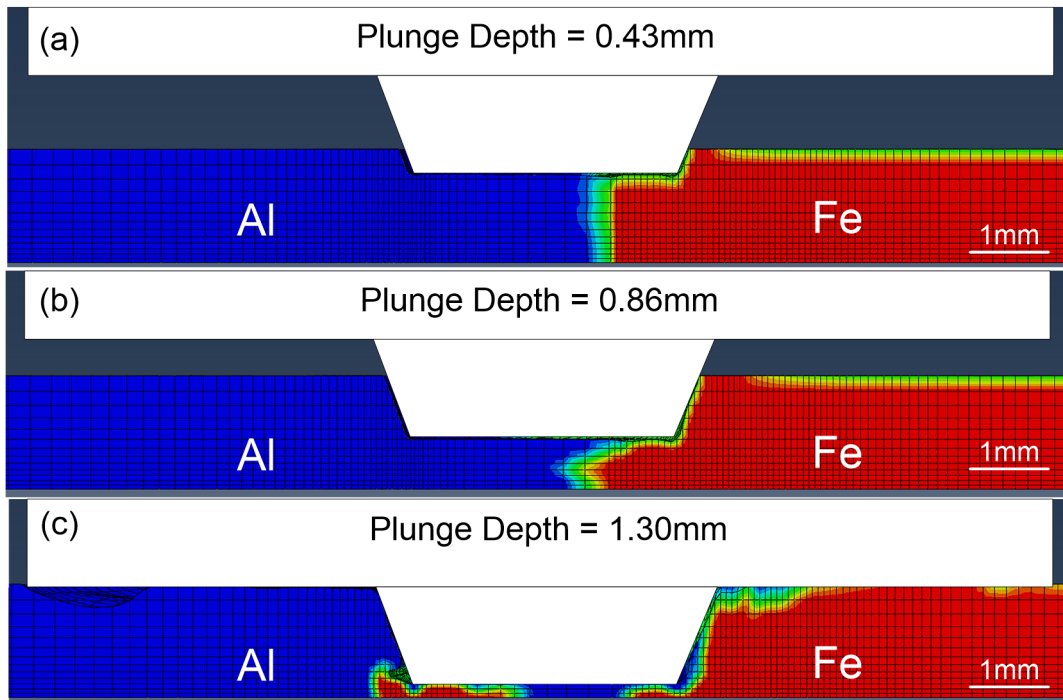 (a)
Plunge Depth = 0.43mm
Al
Fe
1mm
(b)
Plunge Depth = 0.86mm
Al
Fe
1mm
(c)
Plunge Depth = 1.30mm
Al
Fe
1mm